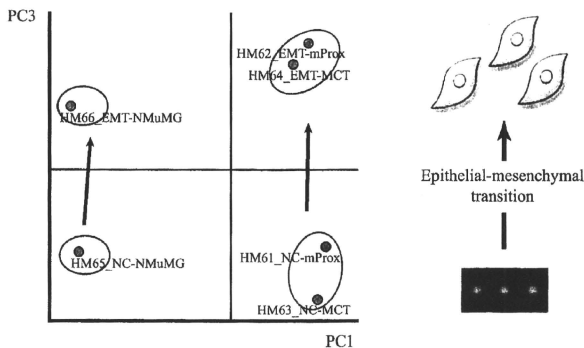 PC3
HM62_EMT-mProx
HM64_EMT-MCT
HM66_EMT-NMuMG
HM65_NC-NMuMG
HM61_NC-mProx
HM63_NC-MCT
PC1
Epithelial-mesenchymal
transition